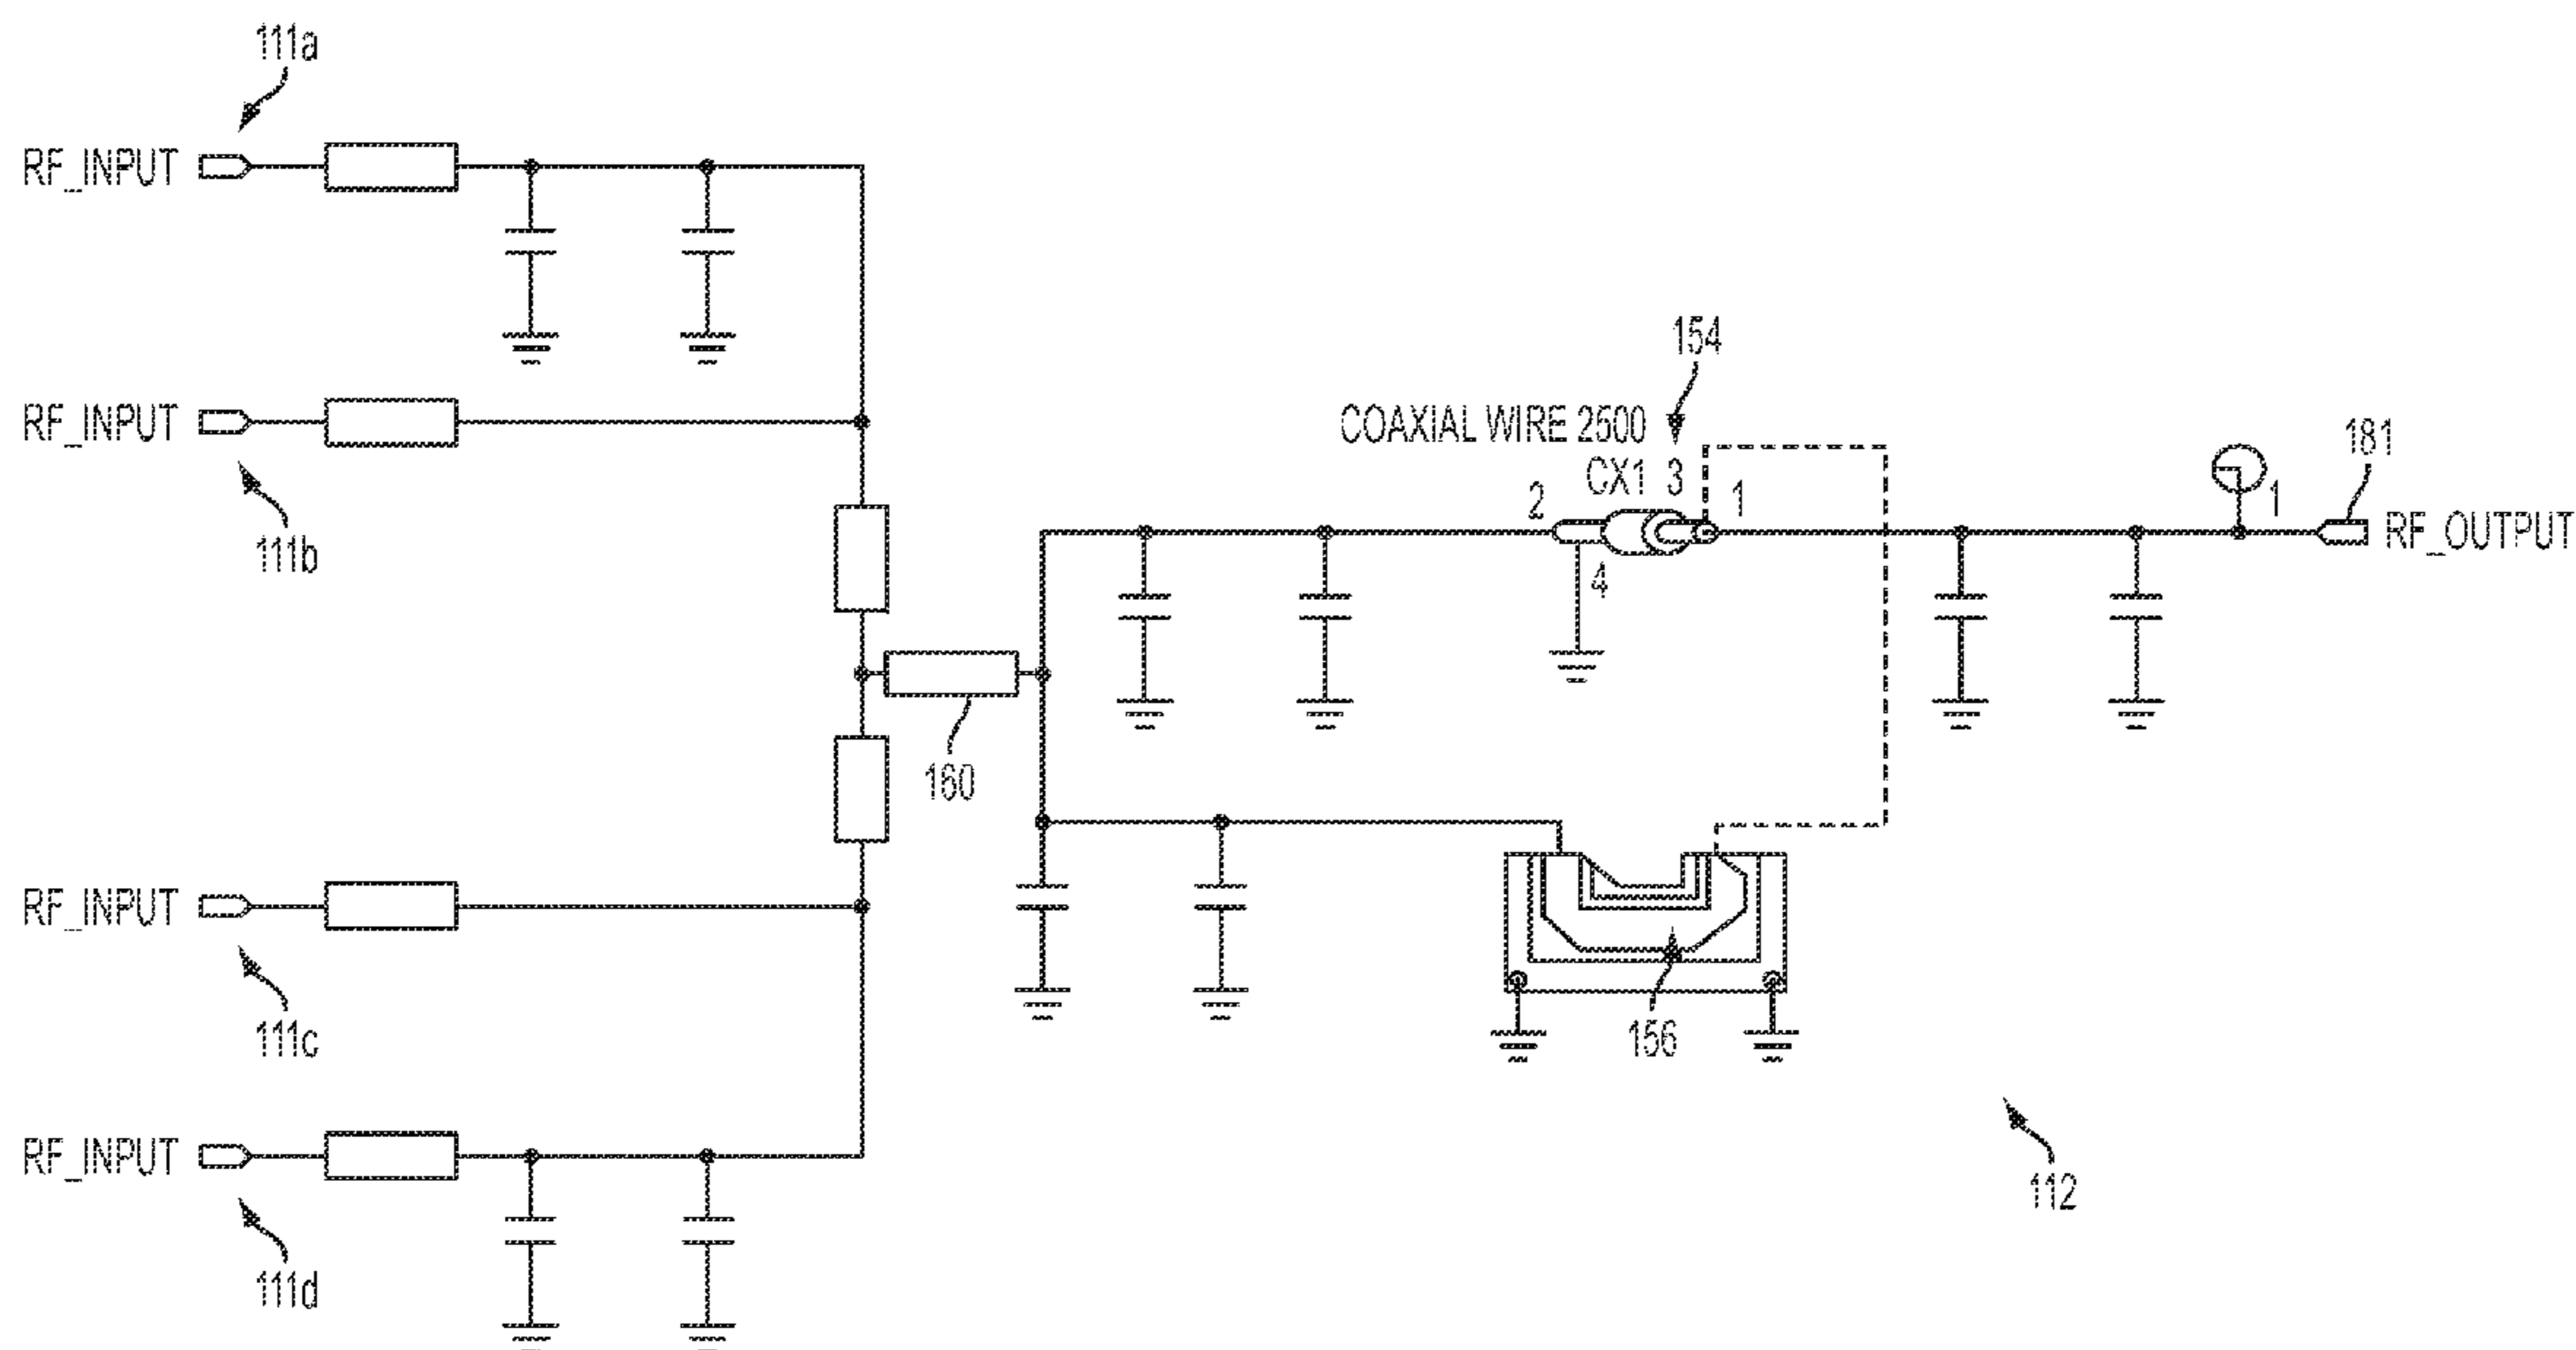 111a
RF_INPUT
RF_INPUT
111b
154
COAXIAL WIRE 2500
CX1 3
2
1
4
181
1
RF_OUTPUT
160
RF_INPUT
111c
156
RF_INPUT
111d
112